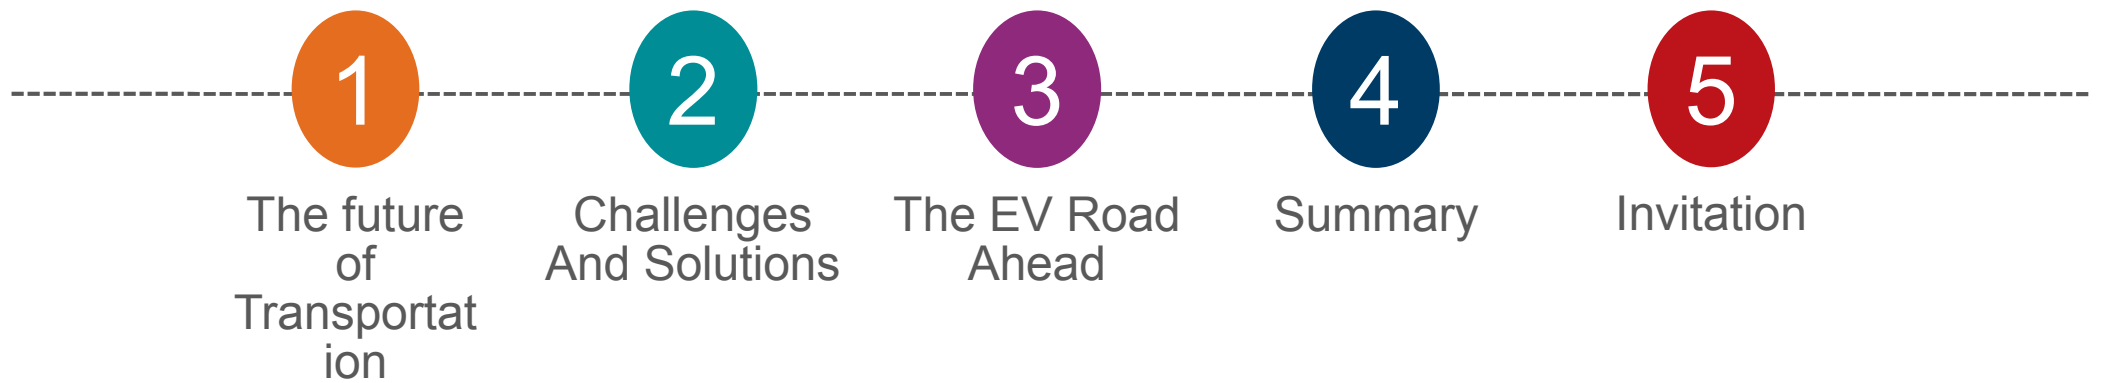 1
The future
of
Transportat
ion
2
Challenges
And Solutions
3
The EV Road
Ahead
4
Summary
5
Invitation